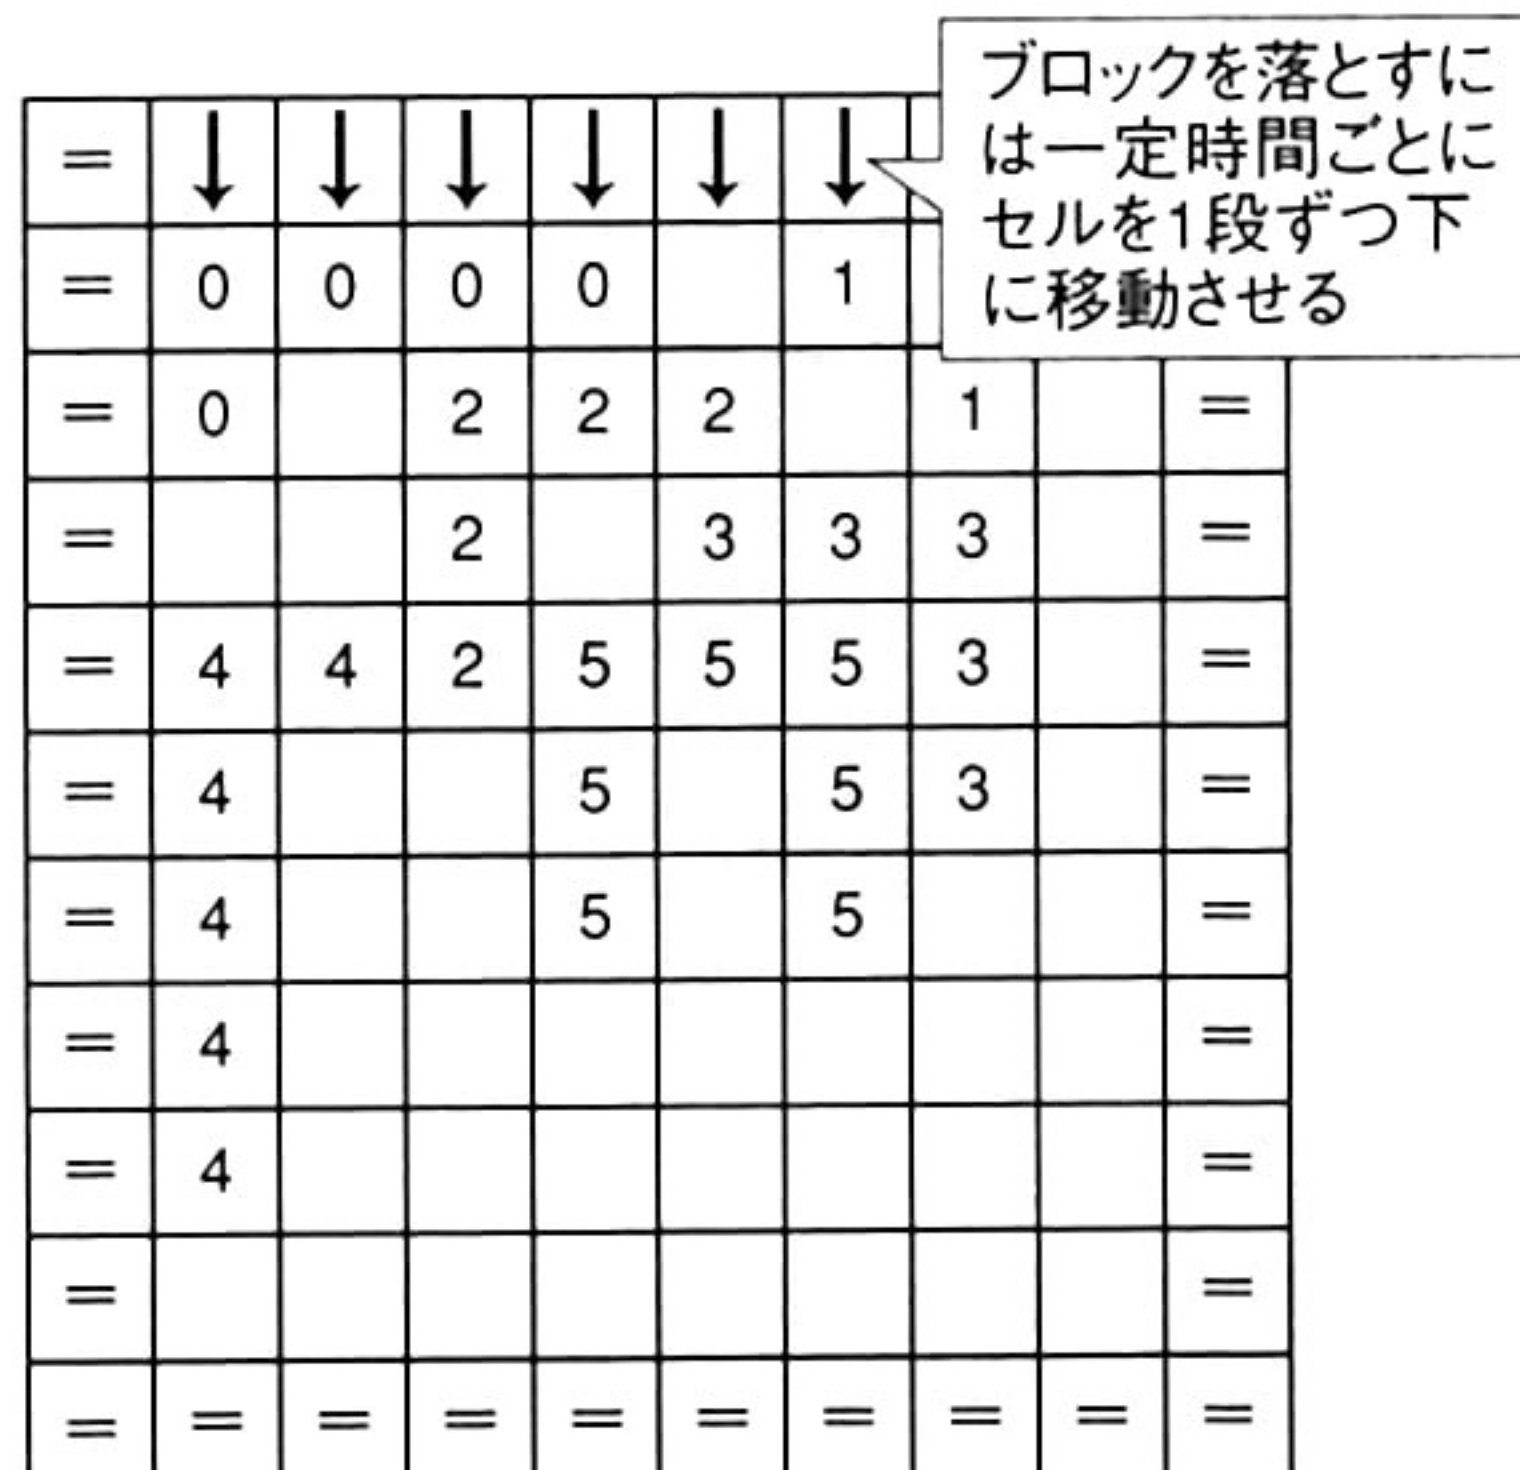 ブロックを落とすに
は一定時間ごとに
セルを1段ずつ下
に移動させる
= ↓ ↓ ↓ ↓ ↓ ↓
= 0 0 0 0 1
= 0 2 2 2 1 =
= 2 3 3 3 =
= 4 4 2 5 5 5 3 =
= 4 5 5 3 =
= 4 5 5 =
= 4 =
= 4 =
= =
= = = = = = = = = =